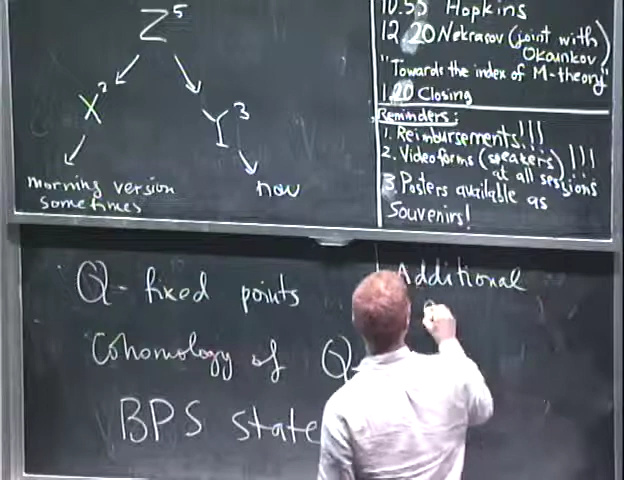 Z⁵
X²
Y³
morning version
sometimes
now
10.55 Hopkins
12.20 Nekrasov (joint with
Okounkov)
"Towards the index of M-theory"
1.20 Closing
Reminders:
1. Reimbursements!!!
2. Video forms (speakers) !!!
at all sessions
3. Posters available as
Souvenirs!
Q - fixed points
Cohomology of Q
BPS state
Additional